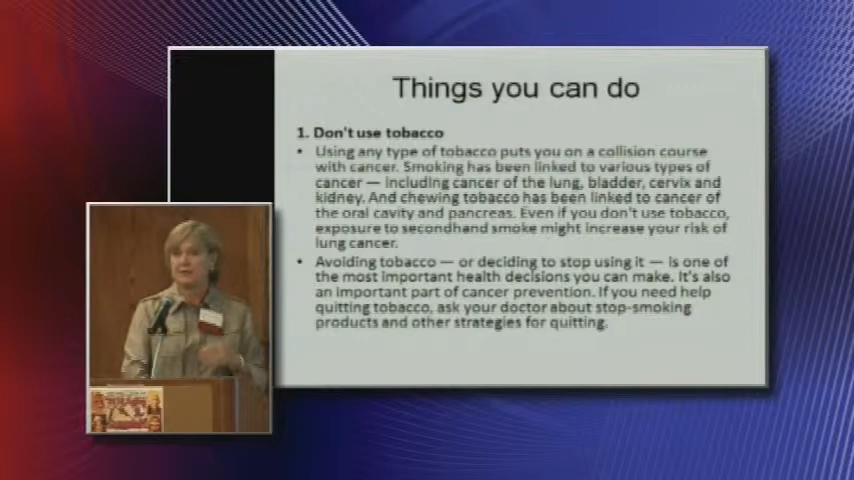 Things you can do
1. Don't use tobacco
• Using any type of tobacco puts you on a collision course
with cancer. Smoking has been linked to various types of
cancer — including cancer of the lung, bladder, cervix and
kidney. And chewing tobacco has been linked to cancer of
the oral cavity and pancreas. Even if you don't use tobacco,
exposure to secondhand smoke might increase your risk of
lung cancer.
• Avoiding tobacco — or deciding to stop using it — is one of
the most important health decisions you can make. It's also
an important part of cancer prevention. If you need help
quitting tobacco, ask your doctor about stop-smoking
products and other strategies for quitting.